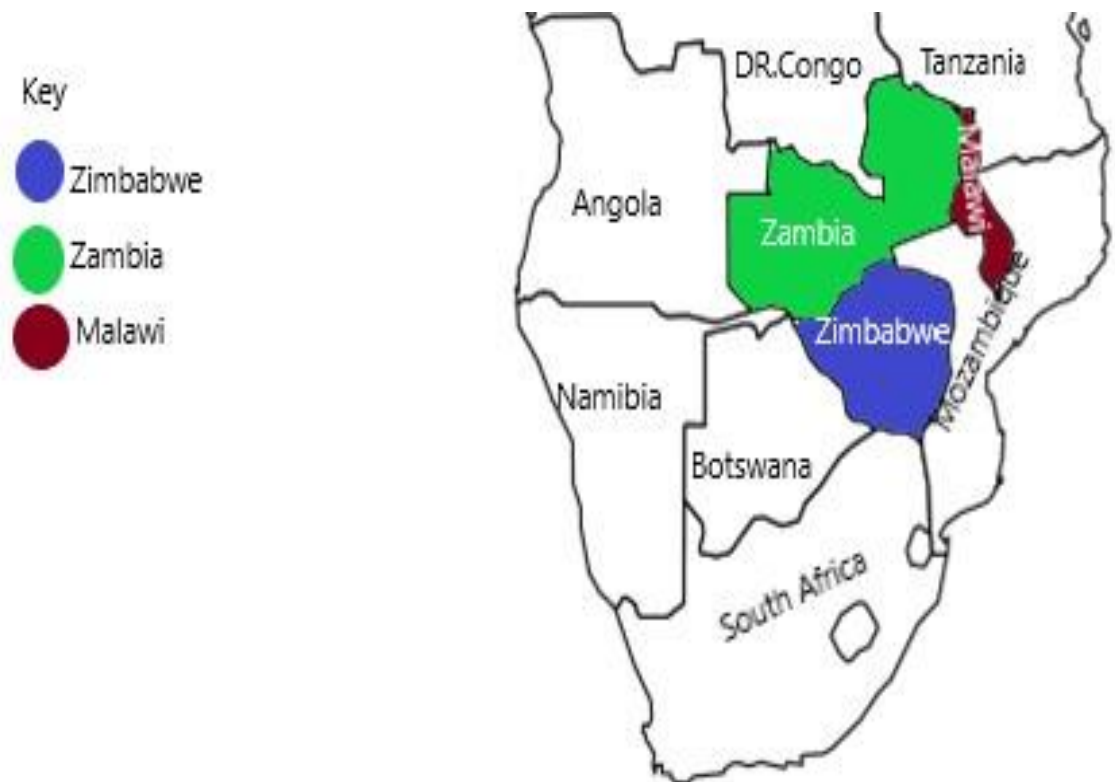 Key
Zimbabwe
Zambia
Malawi
DR.Congo
Tanzania
Malawi
Angola
Zambia
Zimbabwe
Mozambique
Namibia
Botswana
South Africa